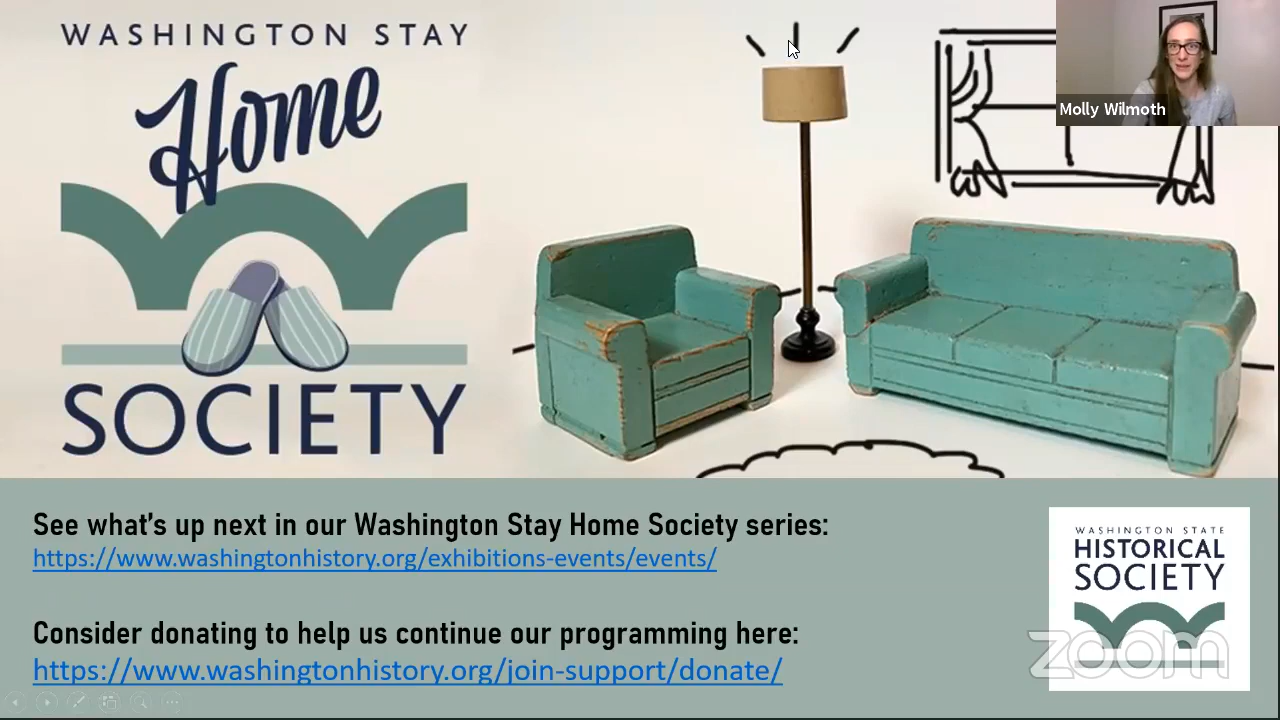 WASHINGTON STAY
Home
SOCIETY
Molly Wilmoth
See what's up next in our Washington Stay Home Society series:
https://www.washingtonhistory.org/exhibitions-events/events/
Consider donating to help us continue our programming here:
https://www.washingtonhistory.org/join-support/donate/
WASHINGTON STATE
HISTORICAL
SOCIETY
zoom